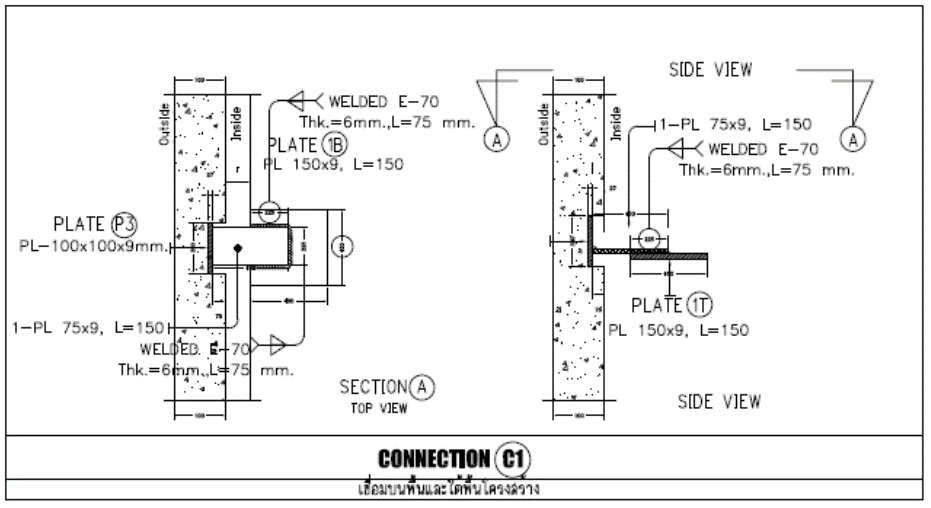 SIDE VIEW
WELDED E-70
Thk.=6mm.,L=75 mm.
PLATE 1B
PL 150x9, L=150
Outside
Inside
PLATE P3
PL-100x100x9mm.
1-PL 75x9, L=150
WELDED E-70
Thk.=6mm.,L=75 mm.
SECTION A
TOP VIEW
A
A
Outside
Inside
1-PL 75x9, L=150
WELDED E-70
Thk.=6mm.,L=75 mm.
PLATE 1T
PL 150x9, L=150
SIDE VIEW
CONNECTION C1
เชื่อมบนพื้นและใต้พื้นโครงสร้าง